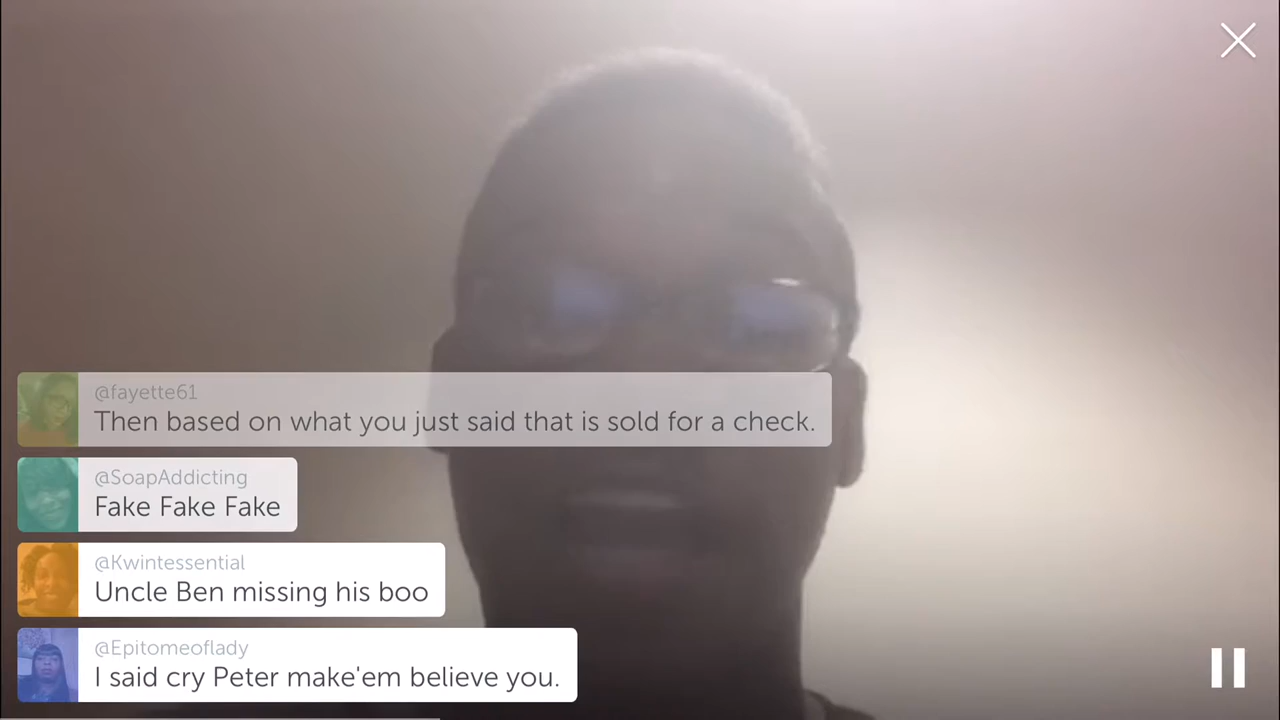 @fayette61
Then based on what you just said that is sold for a check.
@SoapAddicting
Fake Fake Fake
@Kwintessential
Uncle Ben missing his boo
@Epitomeoflady
I said cry Peter make'em believe you.